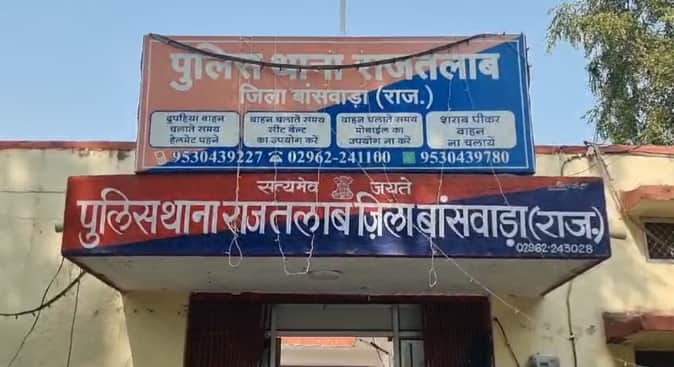 पुलिस थाना राजतलाब
जिला बांसवाड़ा (राज.)
दुपहिया वाहन
चलाते समय
हेलमेट पहने
वाहन चलाते समय
सीट बेल्ट
का उपयोग करें
वाहन चलाते समय
मोबाईल का
उपयोग ना करें
शराब पीकर
वाहन
ना चलायें
9530439227 02962-241100 9530439780
सत्यमेव जयते
पुलिस थाना राजतलाब ज़िला बांसवाड़ा (राज.)
02962-243028